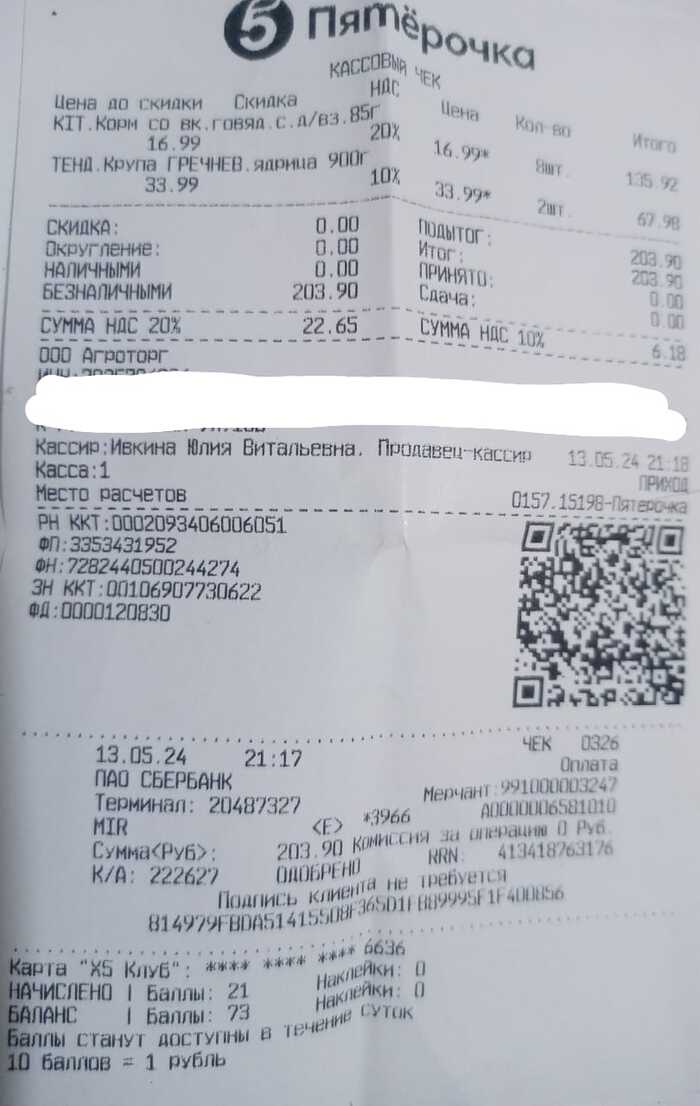 5 Пятёрочка
КАССОВЫЙ ЧЕК
Цена до скидки Скидка НДС Цена Кол-во Итого
KIT.Корм со вк.говяд.с.д/вз.85г
16.99 20% 16.99* 8шт. 135.92
ТЕНД.Крупа ГРЕЧНЕВ.ядрица 900г
33.99 10% 33.99* 2шт. 67.98
СКИДКА: 0.00 ПОДЫТОГ: 203.90
Округление: 0.00 Итог: 203.90
НАЛИЧНЫМИ 0.00 ПРИНЯТО: 0.00
БЕЗНАЛИЧНЫМИ 203.90 Сдача: 0.00
СУММА НДС 20% 22.65 СУММА НДС 10% 6.18
ООО Агроторг
Кассир:Ивкина Юлия Витальевна. Продавец-кассир 13.05.24 21:18
Касса:1 ПРИХОД
Место расчетов 0157.15198-Пятерочка
РН ККТ:0002093406006051
ФП:3353431952
ФН:7282440500244274
ЗН ККТ:00106907730622
ФД:0000120830
13.05.24 21:17 ЧЕК 0326
ПАО СБЕРБАНК Оплата
Терминал: 20487327 Мерчант:991000003247
MIR <E> *3966 A0000006581010
Сумма<Руб>: 203.90 Комиссия за операцию 0 Руб.
К/А: 222627 ОДОБРЕНО RRN: 413418763176
Подпись клиента не требуется
814979FBDA51415508F365D1FB89995F1F400856
Карта "X5 Клуб": **** **** **** 6636
НАЧИСЛЕНО | Баллы: 21 Наклейки: 0
БАЛАНС | Баллы: 73 Наклейки: 0
Баллы станут доступны в течение суток
10 баллов = 1 рубль